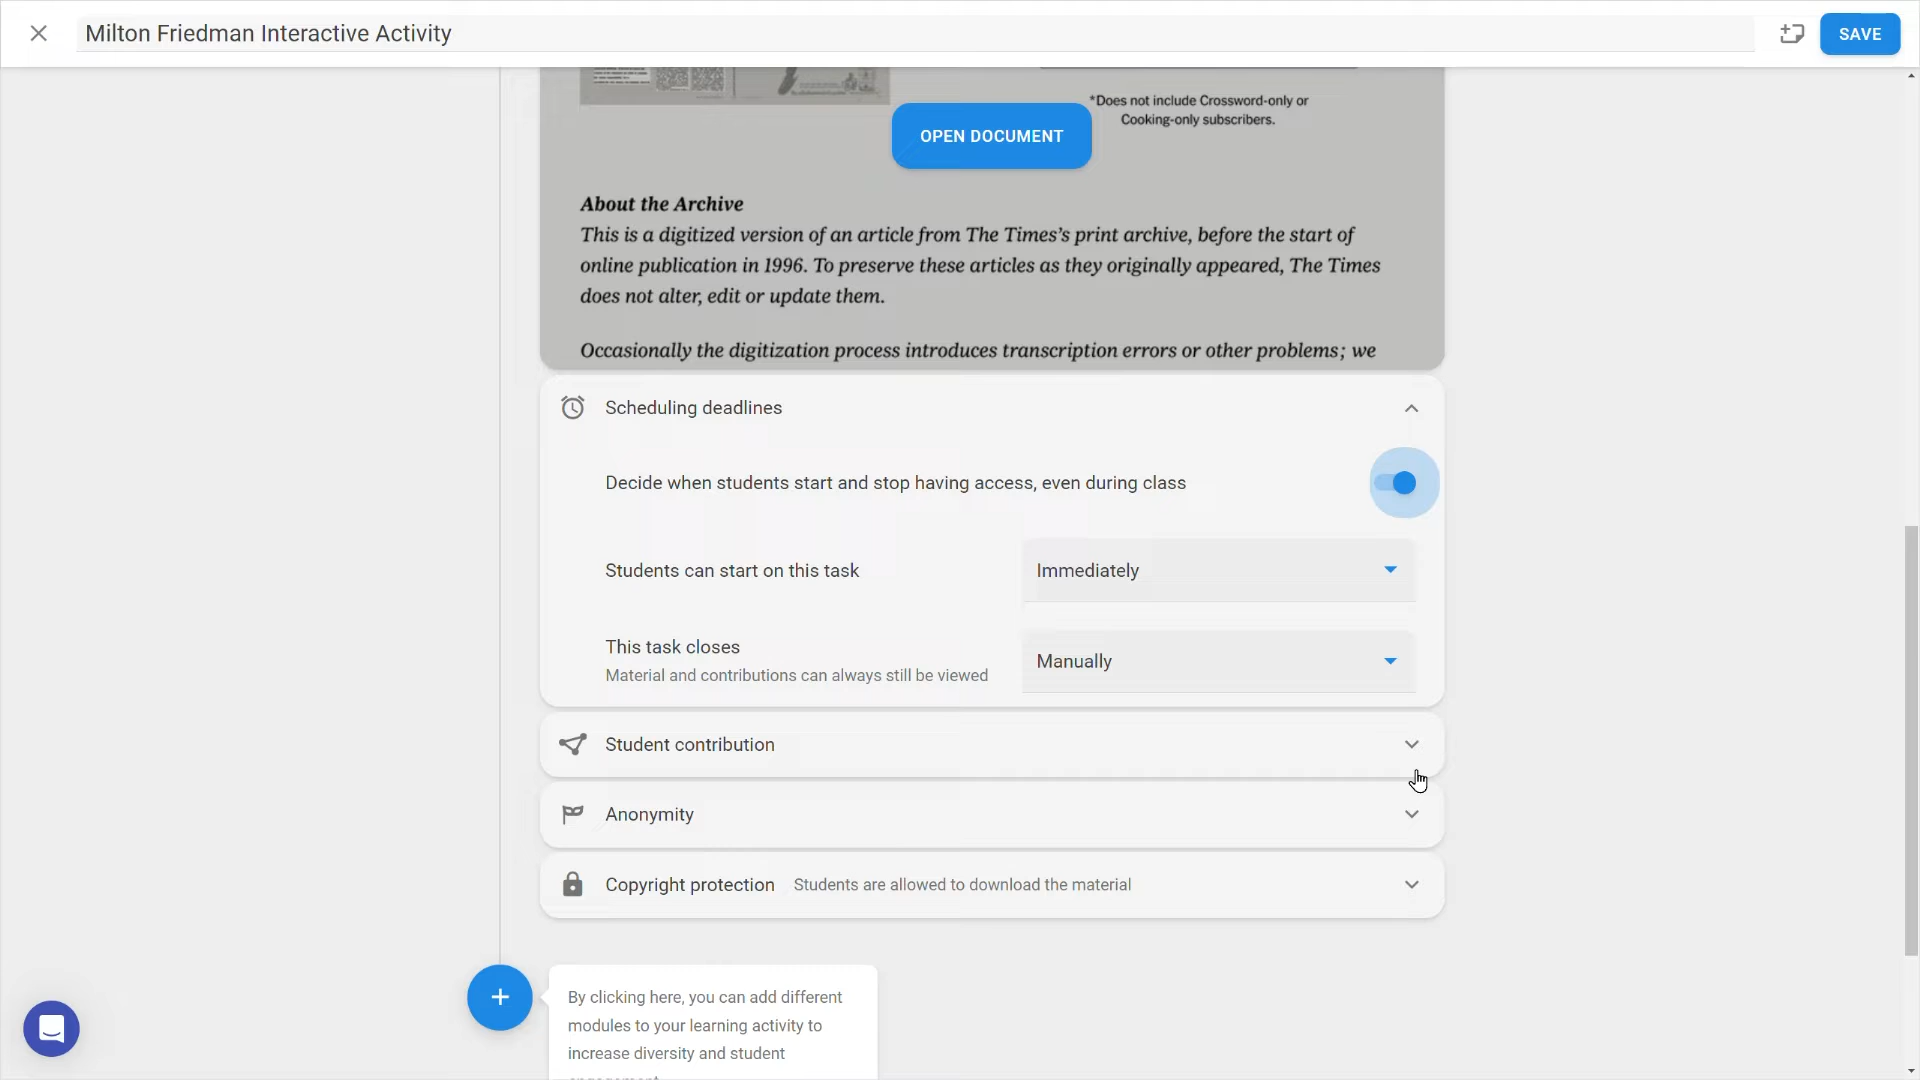 Milton Friedman Interactive Activity
SAVE
*Does not include Crossword-only or
Cooking-only subscribers.
OPEN DOCUMENT
About the Archive
This is a digitized version of an article from The Times’s print archive, before the start of
online publication in 1996. To preserve these articles as they originally appeared, The Times
does not alter, edit or update them.
Occasionally the digitization process introduces transcription errors or other problems; we
Scheduling deadlines
Decide when students start and stop having access, even during class
Students can start on this task
Immediately
This task closes
Material and contributions can always still be viewed
Manually
Student contribution
Anonymity
Copyright protection Students are allowed to download the material
By clicking here, you can add different
modules to your learning activity to
increase diversity and student